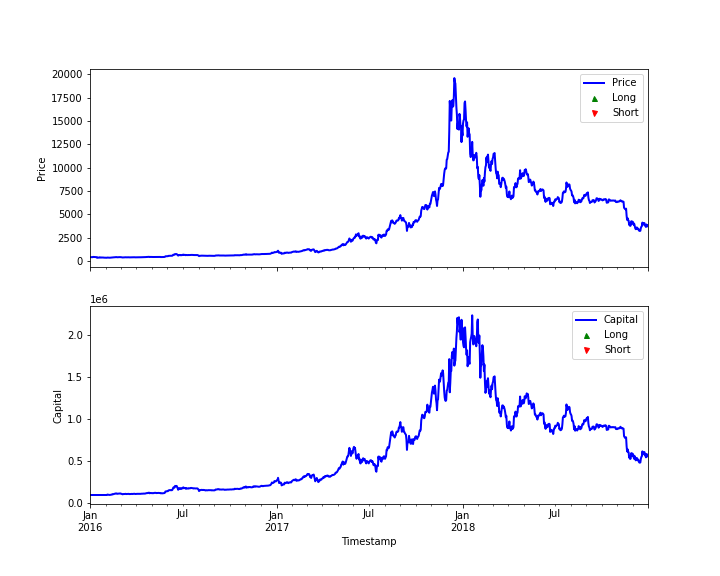 20000
17500
15000
12500
10000
7500
5000
2500
0
Price
Price
Long
Short
1e6
2.0
1.5
1.0
0.5
0.0
Capital
Capital
Long
Short
Jan Jul Jan Jul Jan Jul
2016 2017 2018
Timestamp